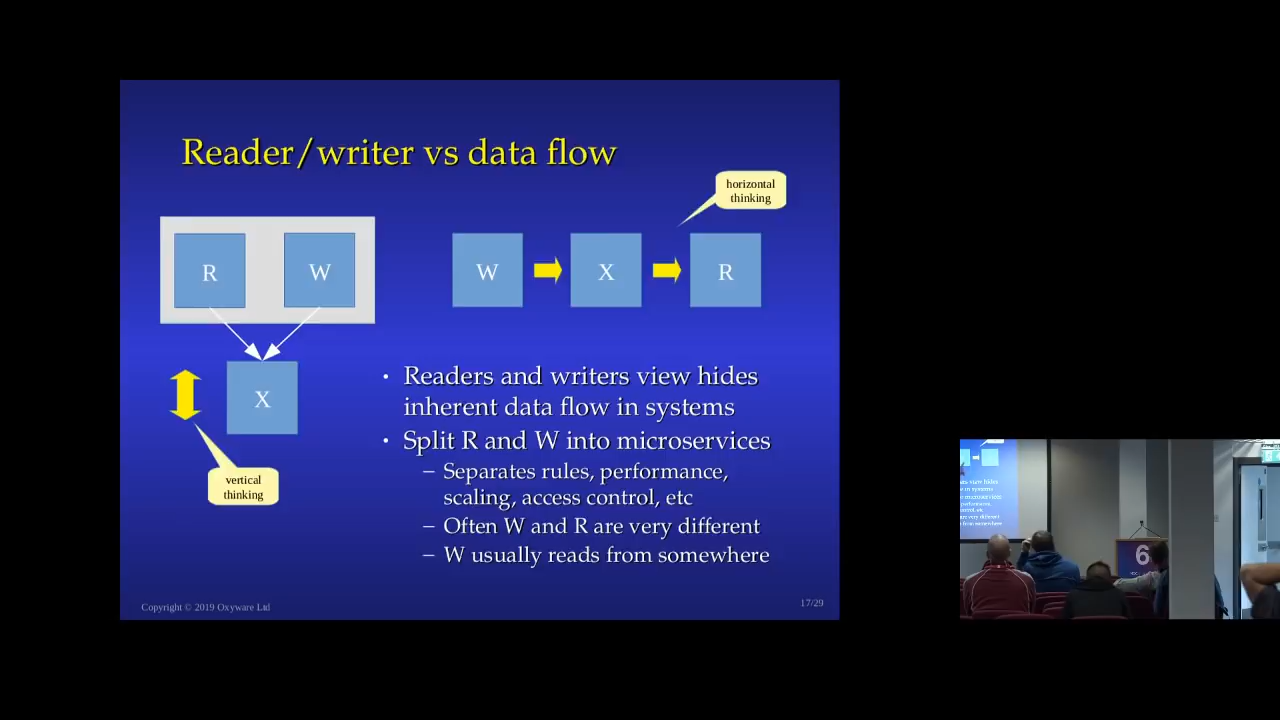 Reader/writer vs data flow
horizontal
thinking
R
W
W
X
R
X
vertical
thinking
• Readers and writers view hides
inherent data flow in systems
• Split R and W into microservices
– Separates rules, performance,
scaling, access control, etc
– Often W and R are very different
– W usually reads from somewhere
Copyright © 2019 Oxyware Ltd
17/29
6